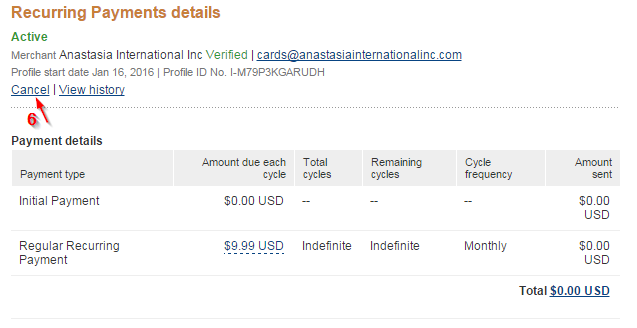 Recurring Payments details
Active
Merchant Anastasia International Inc Verified | cards@anastasiainternationalinc.com
Profile start date Jan 16, 2016 | Profile ID No. I-M79P3KGARUDH
Cancel | View history
6
Payment details
Payment type Amount due each cycle Total cycles Remaining cycles Cycle frequency Amount sent
Initial Payment $0.00 USD -- -- -- $0.00 USD
Regular Recurring Payment $9.99 USD Indefinite Indefinite Monthly $0.00 USD
Total $0.00 USD